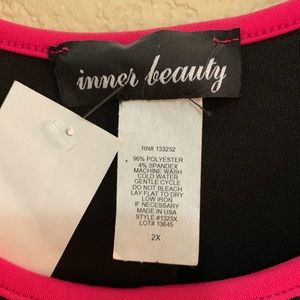 inner beauty
RN# 133252
96% POLYESTER
4% SPANDEX
MACHINE WASH
COLD WATER
GENTLE CYCLE
DO NOT BLEACH
LAY FLAT TO DRY
LOW IRON
IF NECESSARY
MADE IN USA
STYLE #1323X
LOT# 13645
2X